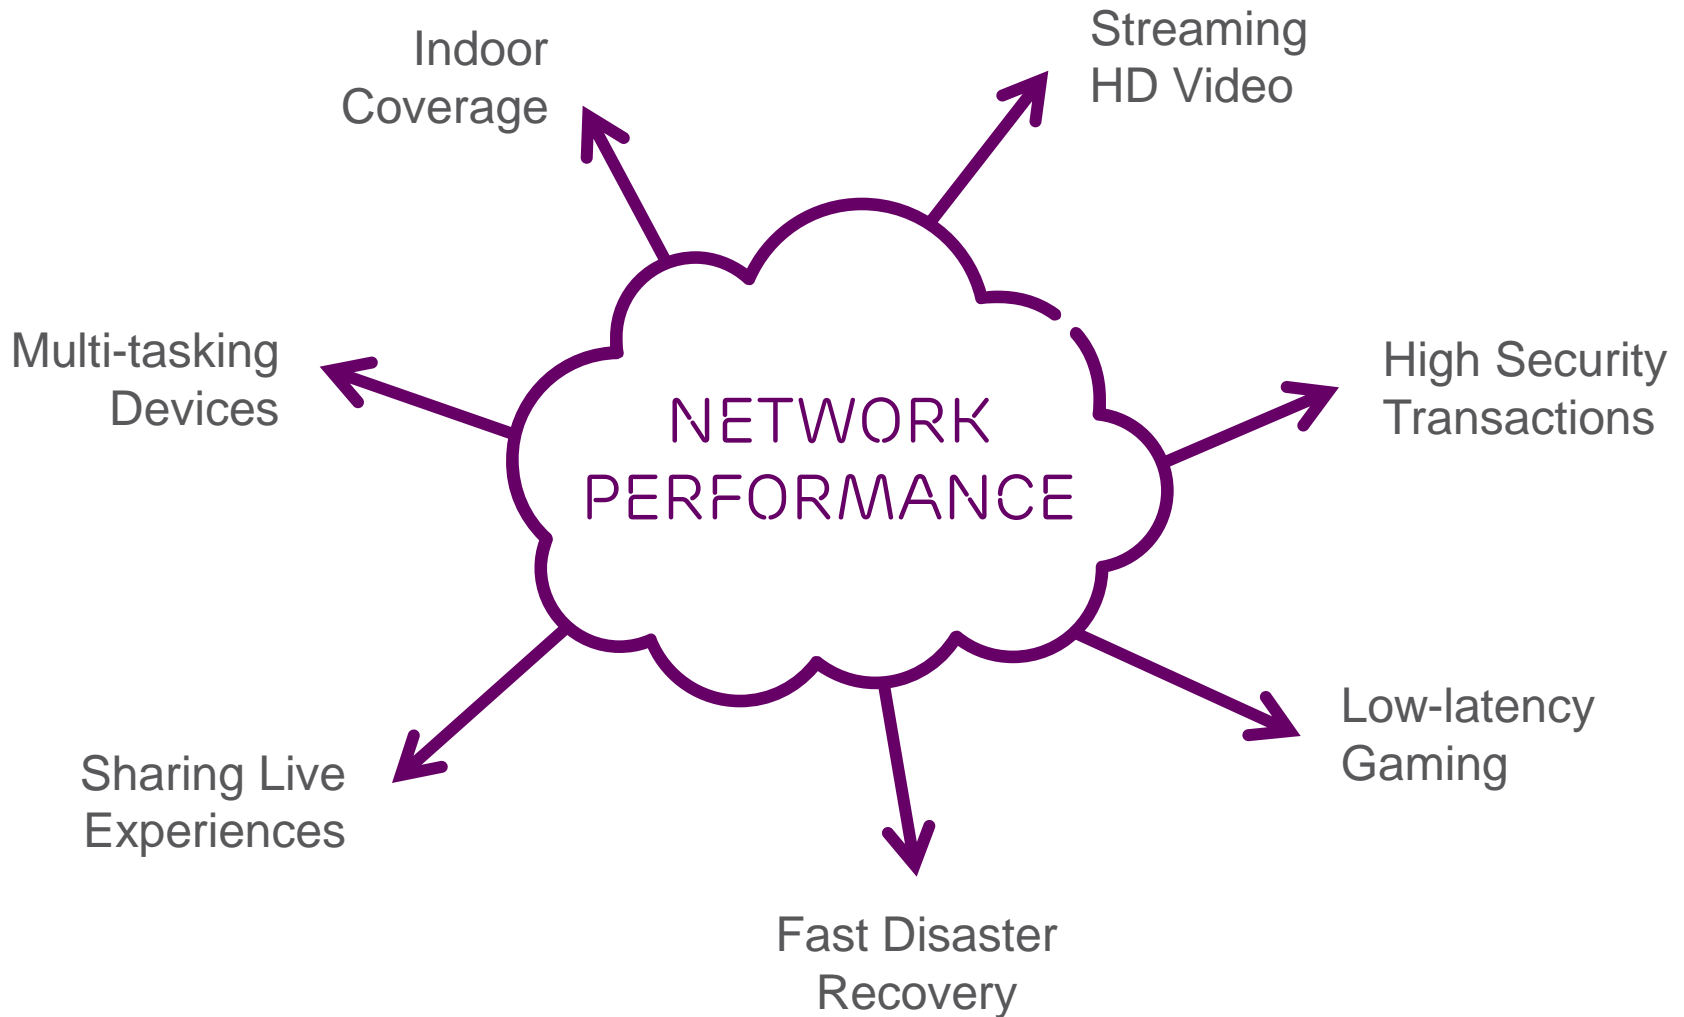 Indoor
Coverage
Streaming
HD Video
Multi-tasking
Devices
NETWORK
PERFORMANCE
High Security
Transactions
Sharing Live
Experiences
Low-latency
Gaming
Fast Disaster
Recovery